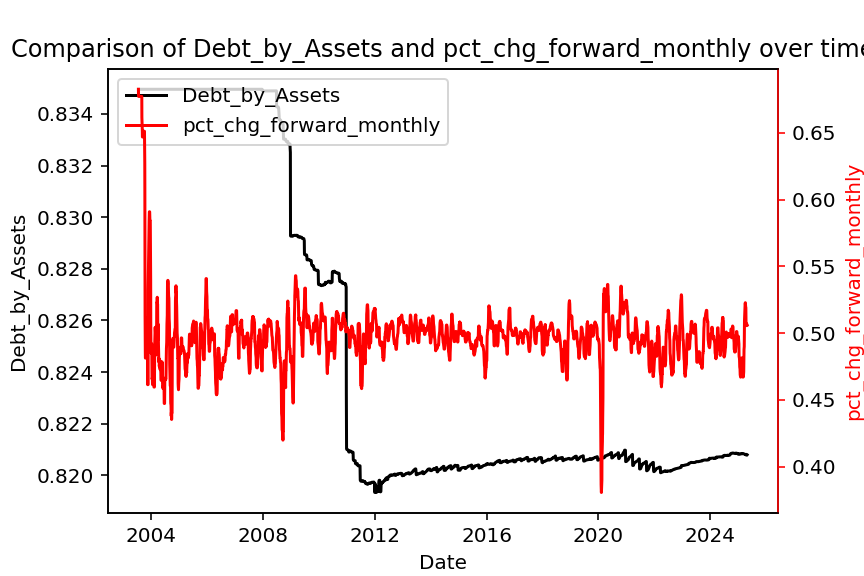 Comparison of Debt_by_Assets and pct_chg_forward_monthly over time
Debt_by_Assets
pct_chg_forward_monthly
0.834
0.832
0.830
0.828
0.826
0.824
0.822
0.820
Debt_by_Assets
0.65
0.60
0.55
0.50
0.45
0.40
pct_chg_forward_monthly
2004 2008 2012 2016 2020 2024
Date